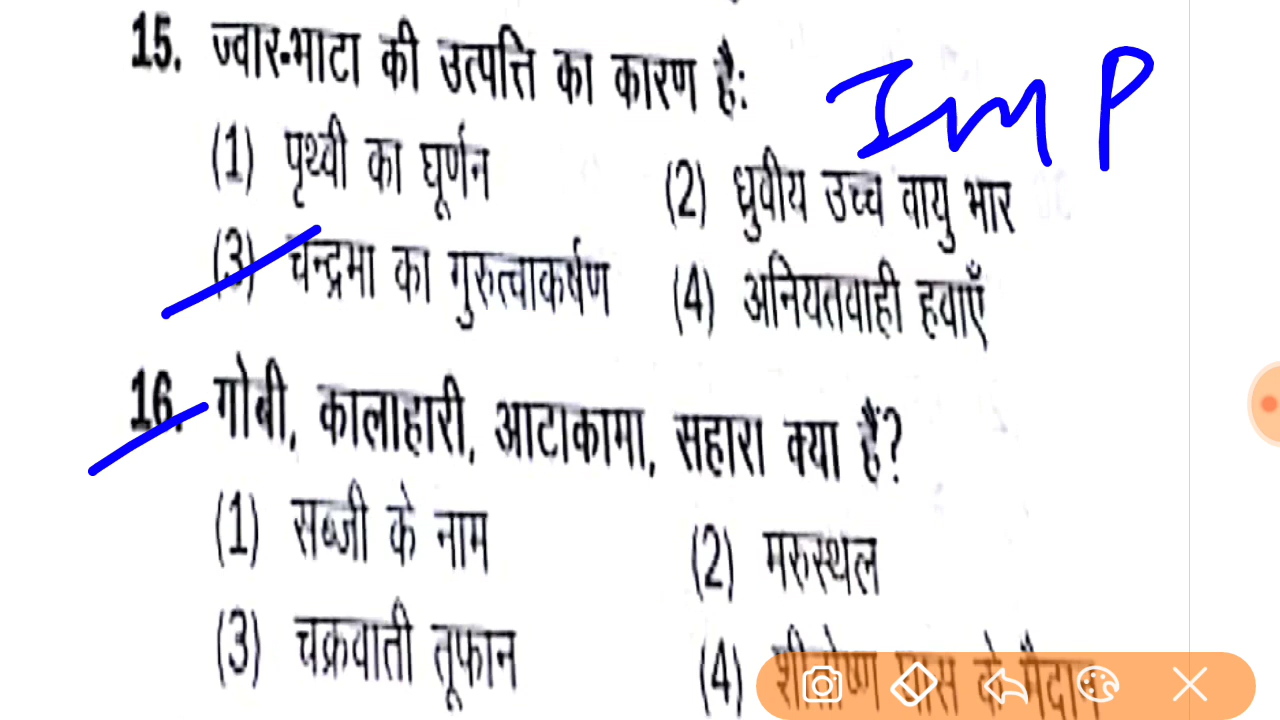 15. ज्वार-भाटा की उत्पत्ति का कारण है:
IMP
(1) पृथ्वी का घूर्णन (2) ध्रुवीय उच्च वायु भार
(3) चन्द्रमा का गुरुत्वाकर्षण (4) अनियतवाही हवाएँ
16. गोबी, कालाहारी, आटाकामा, सहारा क्या हैं?
(1) सब्जी के नाम (2) मरुस्थल
(3) चक्रवाती तूफान (4) शीतोष्ण घास के मैदान